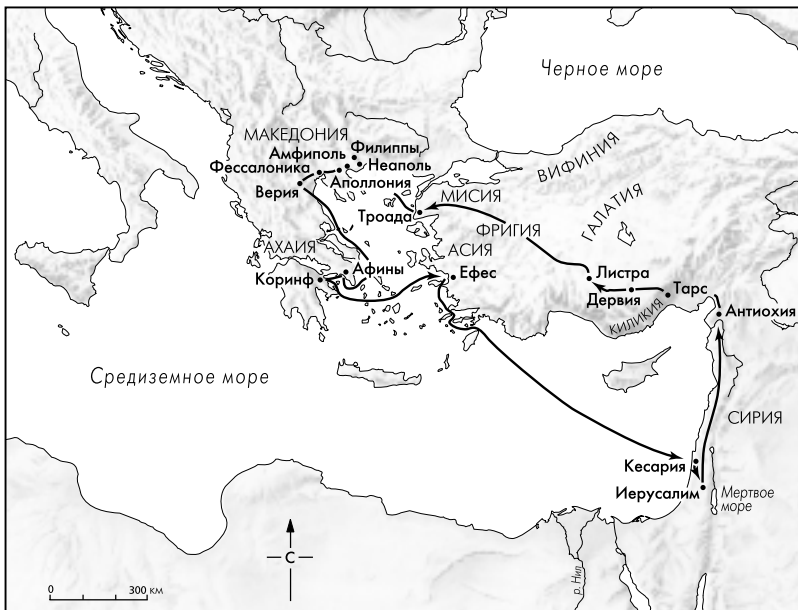 Черное море
МАКЕДОНИЯ
Филиппы
Амфиполь
Неаполь
Фессалоника
Аполлония
Верия
ВИФИНИЯ
МИСИЯ
Троада
ГАЛАТИЯ
ФРИГИЯ
АХАИЯ
АСИЯ
Афины
Ефес
Коринф
Листра
Тарс
Дервия
КИЛИКИЯ
Антиохия
Средиземное море
СИРИЯ
Кесария
Иерусалим
Мертвое
море
С
р. Нил
0 300 км